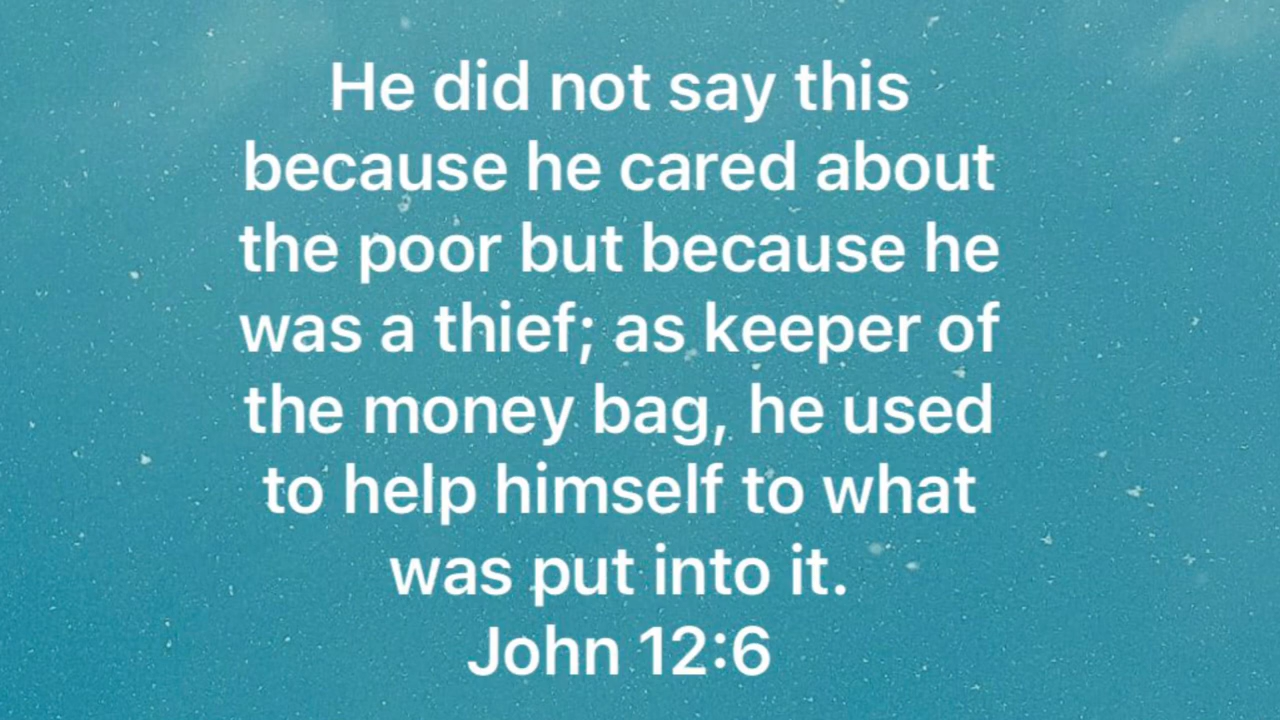 He did not say this
because he cared about
the poor but because he
was a thief; as keeper of
the money bag, he used
to help himself to what
was put into it.
John 12:6